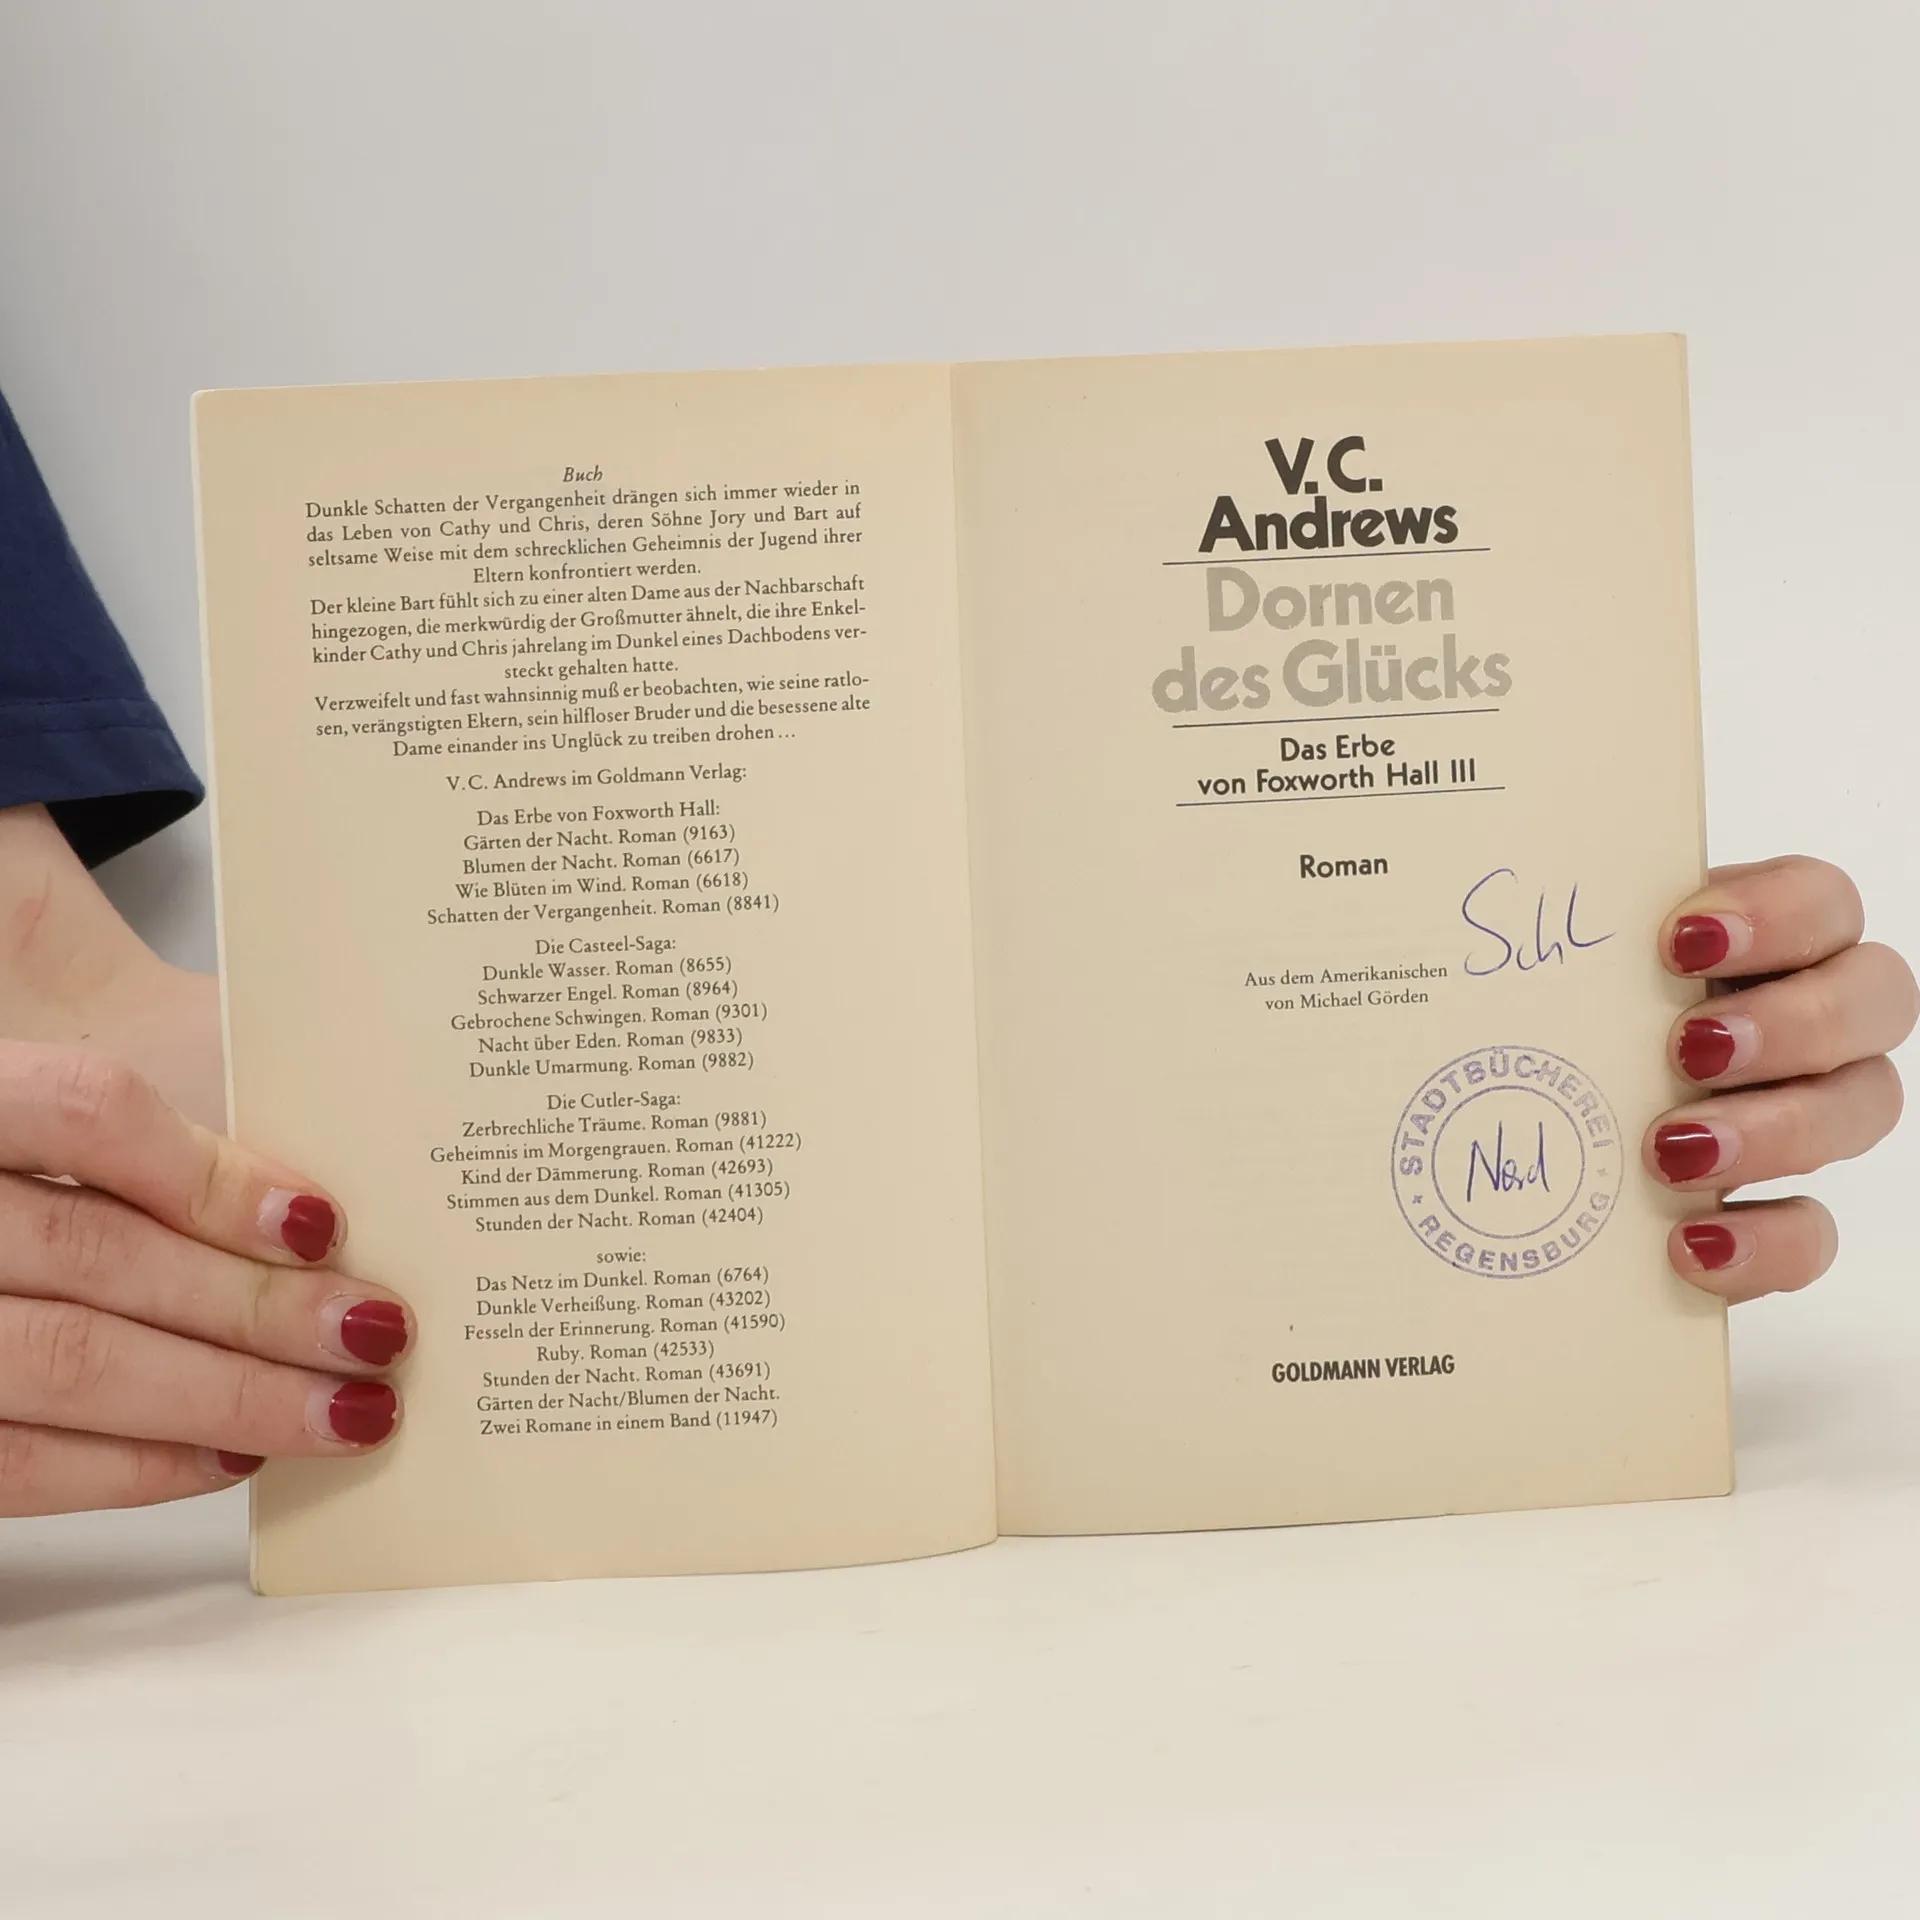 Buch
Dunkle Schatten der Vergangenheit drängen sich immer wieder in
das Leben von Cathy und Chris, deren Söhne Jory und Bart auf
seltsame Weise mit dem schrecklichen Geheimnis der Jugend ihrer
Eltern konfrontiert werden.
Der kleine Bart fühlt sich zu einer alten Dame aus der Nachbarschaft
hingezogen, die merkwürdig der Großmutter ähnelt, die ihre Enkel-
kinder Cathy und Chris jahrelang im Dunkel eines Dachbodens ver-
steckt gehalten hatte.
Verzweifelt und fast wahnsinnig muß er beobachten, wie seine ratlo-
sen, verängstigten Eltern, sein hilfloser Bruder und die besessene alte
Dame einander ins Unglück zu treiben drohen ...
V. C. Andrews im Goldmann Verlag:
Das Erbe von Foxworth Hall:
Gärten der Nacht. Roman (9163)
Blumen der Nacht. Roman (6617)
Wie Blüten im Wind. Roman (6618)
Schatten der Vergangenheit. Roman (8841)
Die Casteel-Saga:
Dunkle Wasser. Roman (8655)
Schwarzer Engel. Roman (8964)
Gebrochene Schwingen. Roman (9301)
Nacht über Eden. Roman (9833)
Dunkle Umarmung. Roman (9882)
Die Cutler-Saga:
Zerbrechliche Träume. Roman (9881)
Geheimnis im Morgengrauen. Roman (41222)
Kind der Dämmerung. Roman (42693)
Stimmen aus dem Dunkel. Roman (41305)
Stunden der Nacht. Roman (42404)
sowie:
Das Netz im Dunkel. Roman (6764)
Dunkle Verheißung. Roman (43202)
Fesseln der Erinnerung. Roman (41590)
Ruby. Roman (42533)
Stunden der Nacht. Roman (43691)
Gärten der Nacht/Blumen der Nacht.
Zwei Romane in einem Band (11947)
V. C.
Andrews
Dornen
des Glücks
Das Erbe
von Foxworth Hall III
Roman
Aus dem Amerikanischen
von Michael Görden
STADTBÜCHEREI
Nord
REGENSBURG
GOLDMANN VERLAG